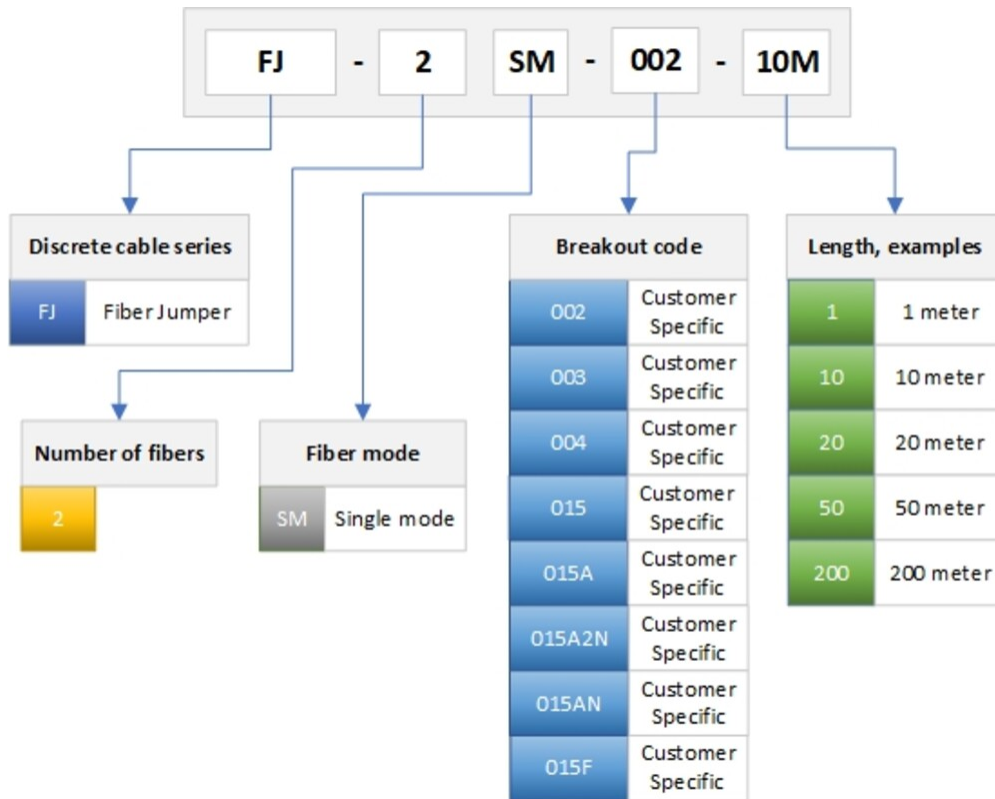 FJ - 2 SM - 002 - 10M
Discrete cable series
FJ Fiber Jumper
Number of fibers
2
Fiber mode
SM Single mode
Breakout code
002 Customer
Specific
003 Customer
Specific
004 Customer
Specific
015 Customer
Specific
015A Customer
Specific
015A2N Customer
Specific
015AN Customer
Specific
015F Customer
Specific
Length, examples
1 1 meter
10 10 meter
20 20 meter
50 50 meter
200 200 meter